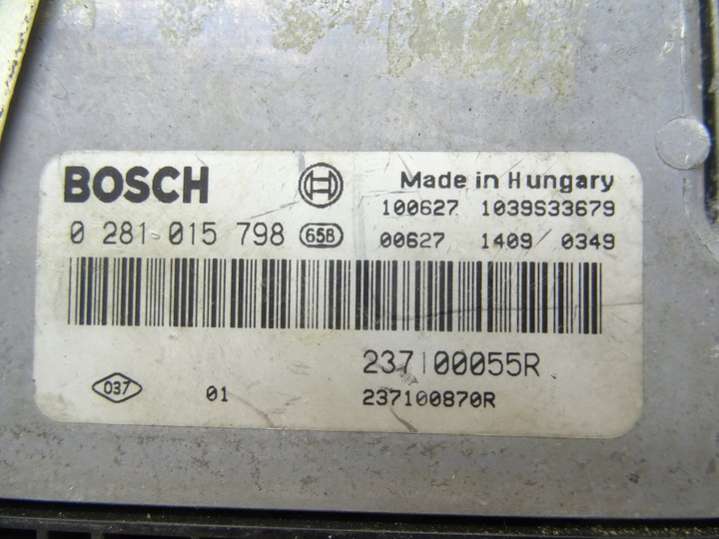 BOSCH
Made in Hungary
100627 1039S33679
0 281 015 798 658
00627 1409 0349
237100055R
037
01
237100870R